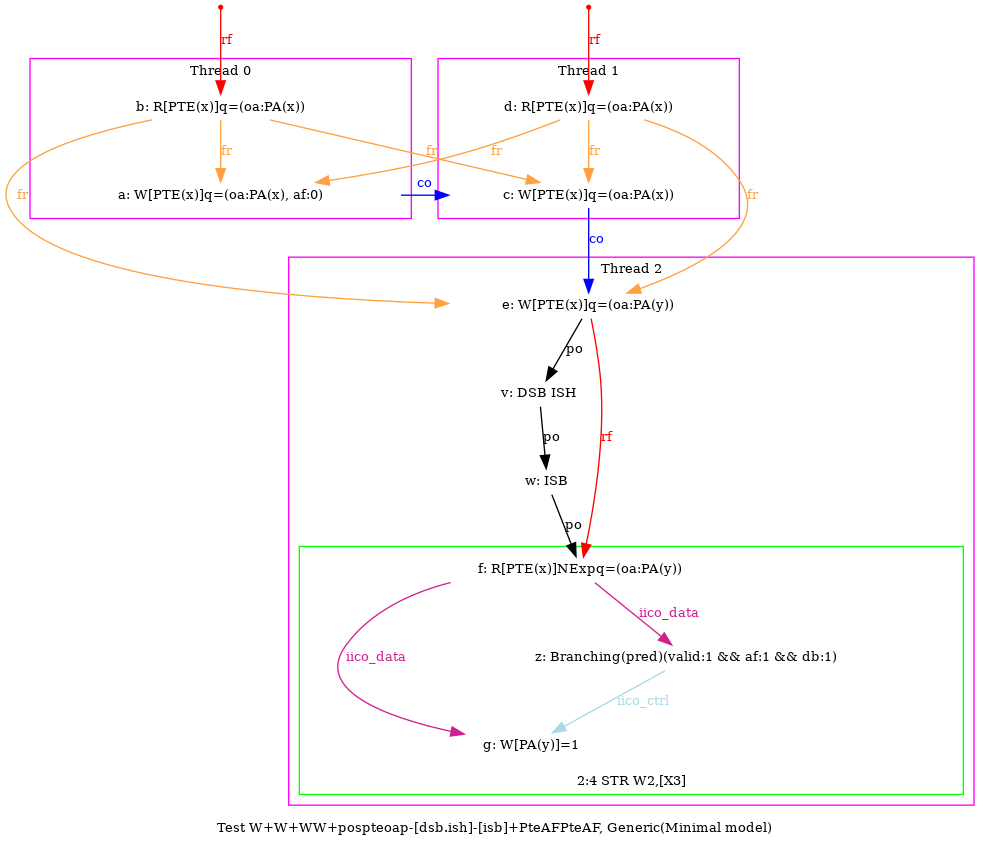 rf
rf
Thread 0
Thread 1
b: R[PTE(x)]q=(oa:PA(x))
d: R[PTE(x)]q=(oa:PA(x))
fr
fr
fr
fr
co
fr
a: W[PTE(x)]q=(oa:PA(x), af:0)
c: W[PTE(x)]q=(oa:PA(x))
fr
co
Thread 2
e: W[PTE(x)]q=(oa:PA(y))
po
v: DSB ISH
po
rf
w: ISB
po
f: R[PTE(x)]NExpq=(oa:PA(y))
iico_data
iico_data
z: Branching(pred)(valid:1 && af:1 && db:1)
iico_ctrl
g: W[PA(y)]=1
2:4 STR W2,[X3]
Test W+W+WW+pospteoap-[dsb.ish]-[isb]+PteAFPteAF, Generic(Minimal model)